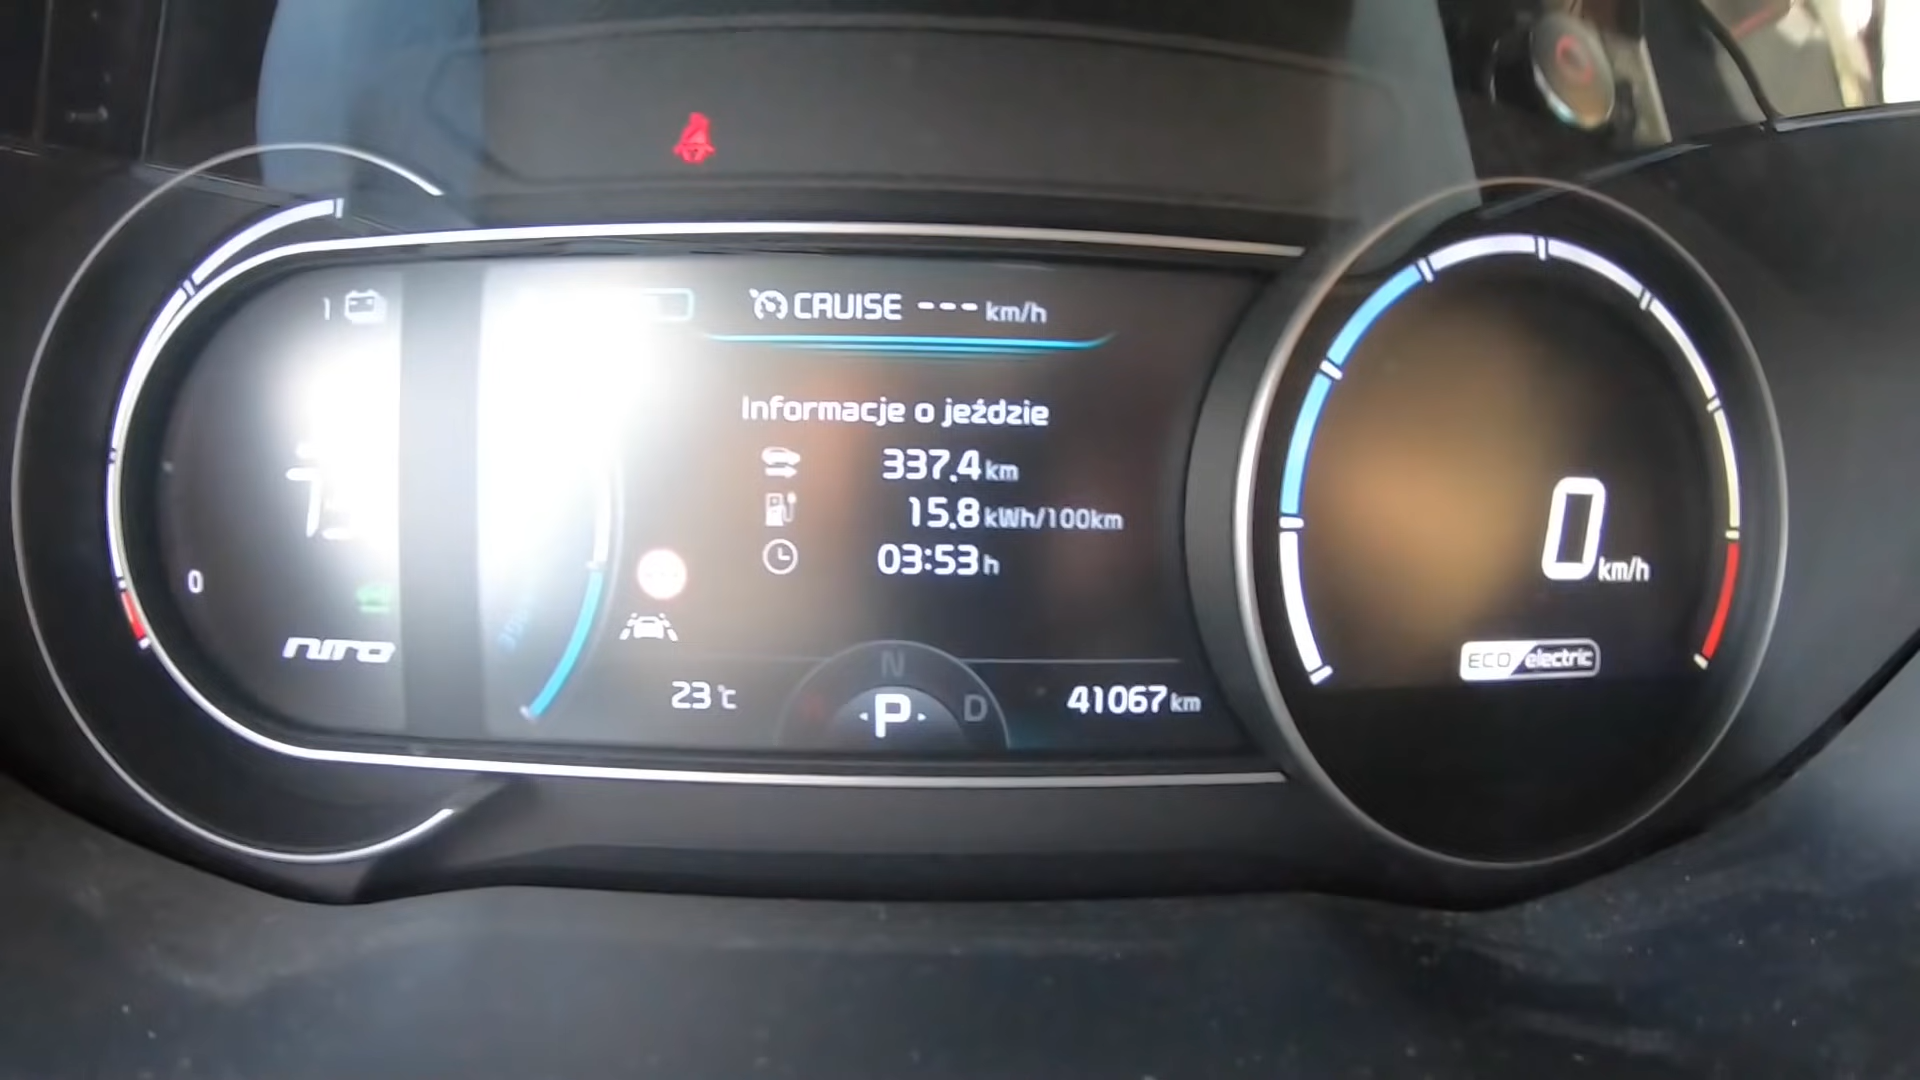 1
CRUISE --- km/h
Informacje o jeździe
337.4 km
15.8 kWh/100km
03:53 h
0
0 km/h
niro
ECO electric
23 °C
N
P
D
41067 km